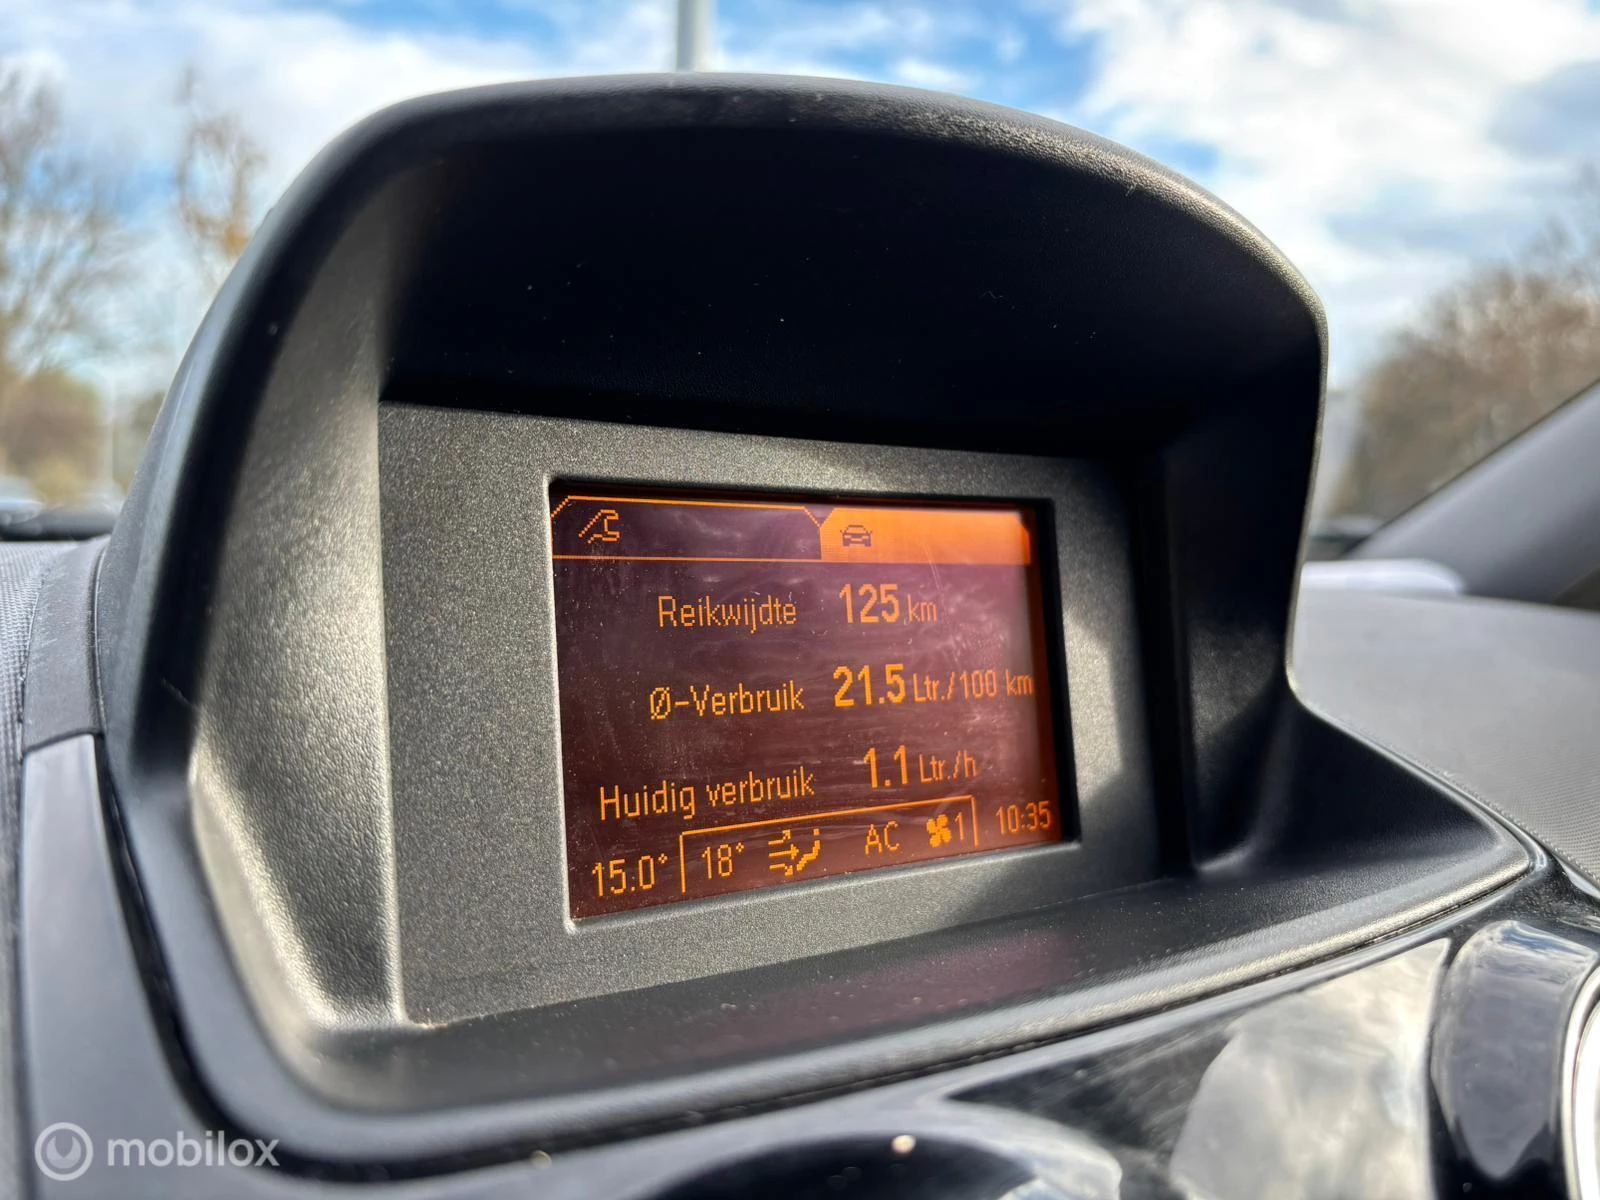 Reikwijdte 125 km
Ø-Verbruik 21.5 Ltr./100 km
Huidig verbruik 1.1 Ltr./h
15.0° 18° AC 1 10:35
mobilox